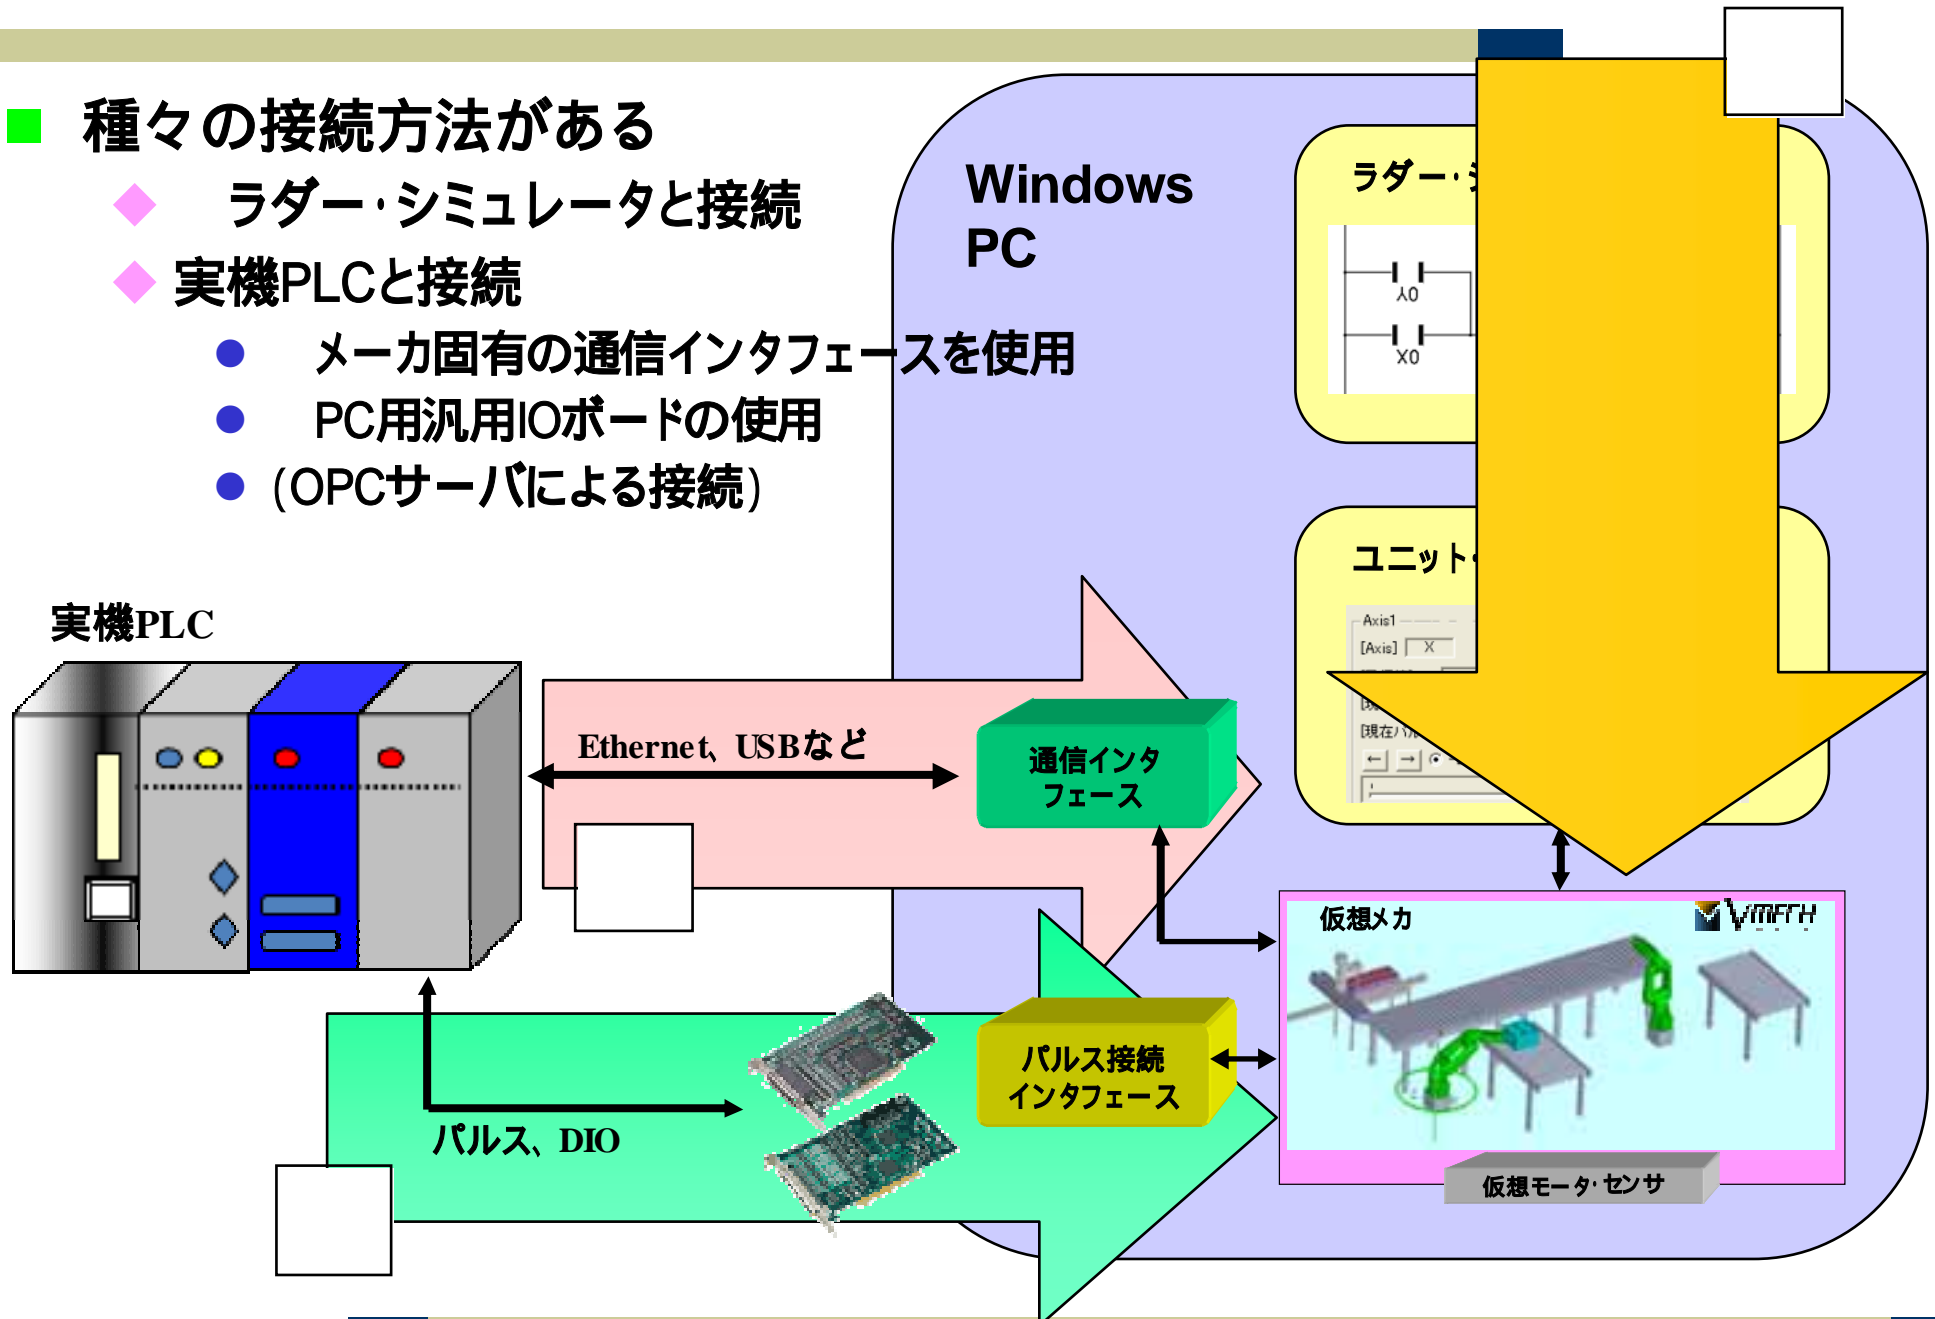 種々の接続方法がある
ラダー・シミュレータと接続
実機PLCと接続
メーカ固有の通信インタフェースを使用
PC用汎用IOボードの使用
(OPCサーバによる接続)
Windows
PC
ラダー・
X0
ユニット・
Axis1
[Axis] X
実機PLC
Ethernet、USBなど
通信インタ
フェース
パルス、DIO
パルス接続
インタフェース
仮想メカ
仮想モータ・センサ